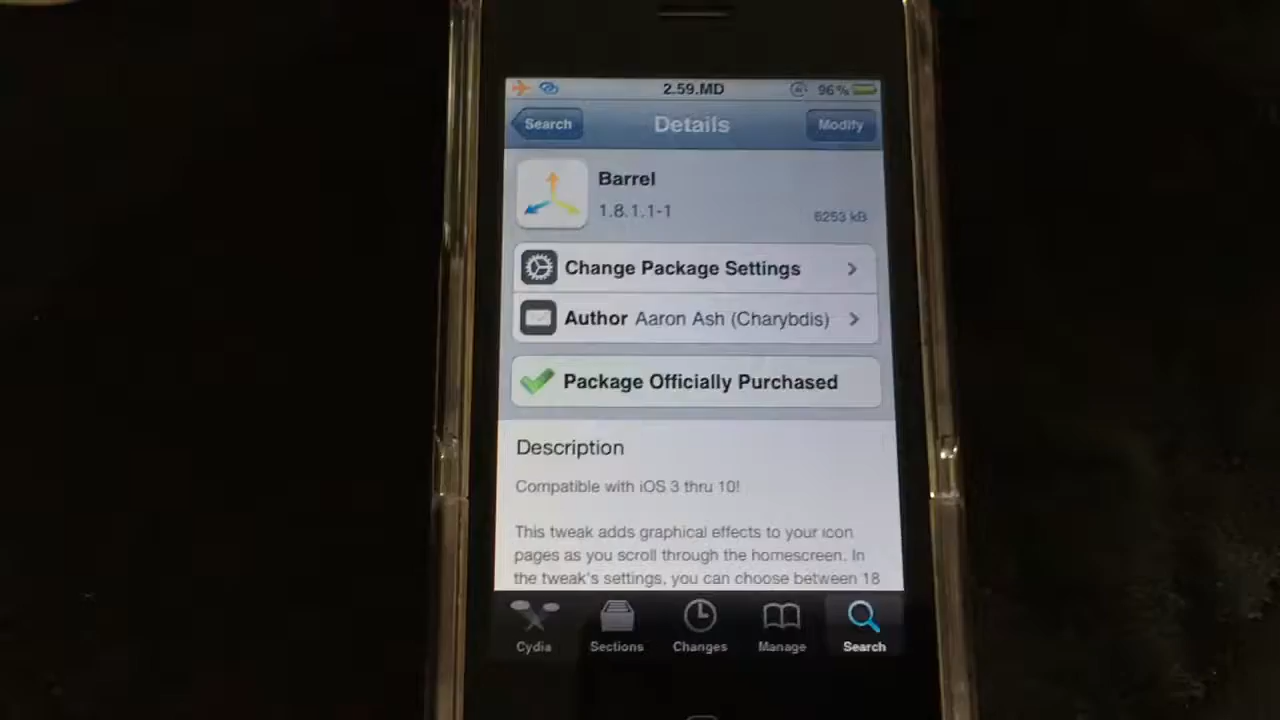 2.59.MD 96%
Search Details Modify
Barrel
1.8.1.1-1 6253 kB
Change Package Settings
Author Aaron Ash (Charybdis)
Package Officially Purchased
Description
Compatible with iOS 3 thru 10!
This tweak adds graphical effects to your icon
pages as you scroll through the homescreen. In
the tweak's settings, you can choose between 18
Cydia Sections Changes Manage Search